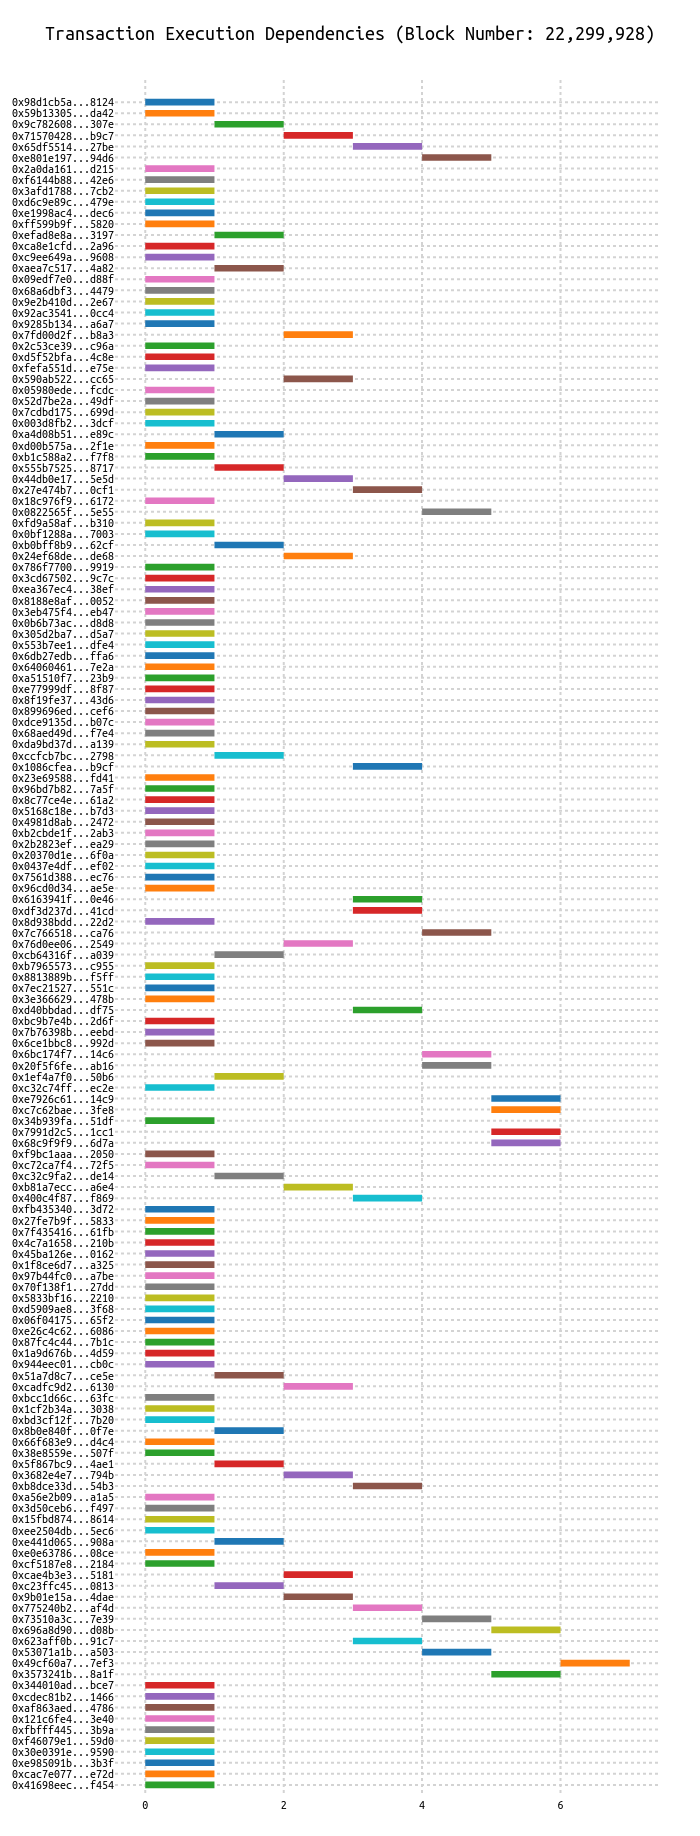 Transaction Execution Dependencies (Block Number: 22,299,928)
0x98d1cb5a...8124
0x59b13305...da42
0x9c782608...307e
0x71570428...b9c7
0x65df5514...27be
0xe801e197...94d6
0x2a0da161...d215
0xf6144b88...42e6
0x3afd1788...7cb2
0xd6c9e89c...479e
0xe1998ac4...dec6
0xff599b9f...5820
0xefad8e8a...3197
0xca8e1cfd...2a96
0xc9ee649a...9608
0xaea7c517...4a82
0x09edf7e0...d88f
0x68a6dbf3...4479
0x9e2b410d...2e67
0x92ac3541...0cc4
0x9285b134...a6a7
0x7fd00d2f...b8a3
0x2c53ce39...c96a
0xd5f52bfa...4c8e
0xfefa551d...e75e
0x590ab522...cc65
0x05980ede...fcdc
0x52d7be2a...49df
0x7cdbd175...699d
0x003d8fb2...3dcf
0xa4d08b51...e89c
0xd00b575a...2f1e
0xb1c588a2...f7f8
0x555b7525...8717
0x44db0e17...5e5d
0x27e474b7...0cf1
0x18c976f9...6172
0x0822565f...5e55
0xfd9a58af...b310
0x0bf1288a...7003
0xb0bff8b9...62cf
0x24ef68de...de68
0x786f7700...9919
0x3cd67502...9c7c
0xea367ec4...38ef
0x8188e8af...0052
0x3eb475f4...eb47
0x0b6b73ac...d8d8
0x305d2ba7...d5a7
0x553b7ee1...dfe4
0x6db27edb...ffa6
0x64060461...7e2a
0xa51510f7...23b9
0xe77999df...8f87
0x8f19fe37...43d6
0x899696ed...cef6
0xdce9135d...b07c
0x68aed49d...f7e4
0xda9bd37d...a139
0xccfcb7bc...2798
0x1086cfea...b9cf
0x23e69588...fd41
0x96bd7b82...7a5f
0x8c77ce4e...61a2
0x5168c18e...b7d3
0x4981d8ab...2472
0xb2cbde1f...2ab3
0x2b2823ef...ea29
0x20370d1e...6f0a
0x0437e4df...ef02
0x7561d388...ec76
0x96cd0d34...ae5e
0x6163941f...0e46
0xdf3d237d...41cd
0x8d938bdd...22d2
0x7c766518...ca76
0x76d0ee06...2549
0xcb64316f...a039
0xb7965573...c955
0x8813889b...f5ff
0x7ec21527...551c
0x3e366629...478b
0xd40bbdad...df75
0xbc9b7e4b...2d6f
0x7b76398b...eebd
0x6ce1bbc8...992d
0x6bc174f7...14c6
0x20f5f6fe...ab16
0x1ef4a7f0...50b6
0xc32c74ff...ec2e
0xe7926c61...14c9
0xc7c62bae...3fe8
0x34b939fa...51df
0x7991d2c5...1cc1
0x68c9f9f9...6d7a
0xf9bc1aaa...2050
0xc72ca7f4...72f5
0xc32c9fa2...de14
0xb81a7ecc...a6e4
0x400c4f87...f869
0xfb435340...3d72
0x27fe7b9f...5833
0x7f435416...61fb
0x4c7a1658...210b
0x45ba126e...0162
0x1f8ce6d7...a325
0x97b44fc0...a7be
0x70f138f1...27dd
0x5833bf16...2210
0xd5909ae8...3f68
0x06f04175...65f2
0xe26c4c62...6086
0x87fc4c44...7b1c
0x1a9d676b...4d59
0x944eec01...cb0c
0x51a7d8c7...ce5e
0xcadfc9d2...6130
0xbcc1d66c...63fc
0x1cf2b34a...3038
0xbd3cf12f...7b20
0x8b0e840f...0f7e
0x66f683e9...d4c4
0x38e8559e...507f
0x5f867bc9...4ae1
0x3682e4e7...794b
0xb8dce33d...54b3
0xa56e2b09...a1a5
0x3d50ceb6...f497
0x15fbd874...8614
0xee2504db...5ec6
0xe441d065...908a
0xe0e63786...08ce
0xcf5187e8...2184
0xcae4b3e3...5181
0xc23ffc45...0813
0x9b01e15a...4dae
0x775240b2...af4d
0x73510a3c...7e39
0x696a8d90...d08b
0x623aff0b...91c7
0x53071a1b...a503
0x49cf60a7...7ef3
0x3573241b...8a1f
0x344010ad...bce7
0xcdec81b2...1466
0xaf863aed...4786
0x121c6fe4...3e40
0xfbfff445...3b9a
0xf46079e1...59d0
0x30e0391e...9590
0xe985091b...3b3f
0xcac7e077...e72d
0x41698eec...f454
0 2 4 6